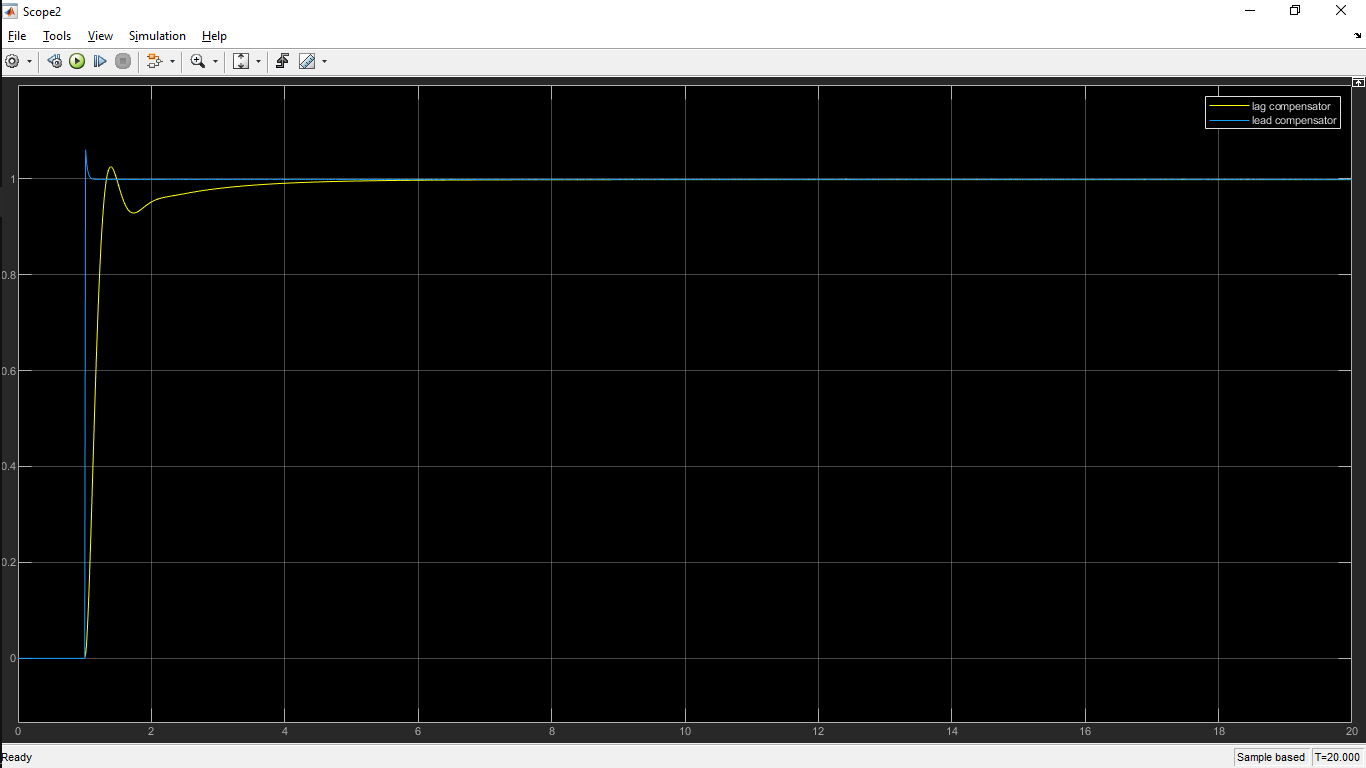 Scope2
File Tools View Simulation Help
lag compensator
lead compensator
1
0.8
0.6
0.4
0.2
0
0 2 4 6 8 10 12 14 16 18 20
Ready
Sample based T=20.000